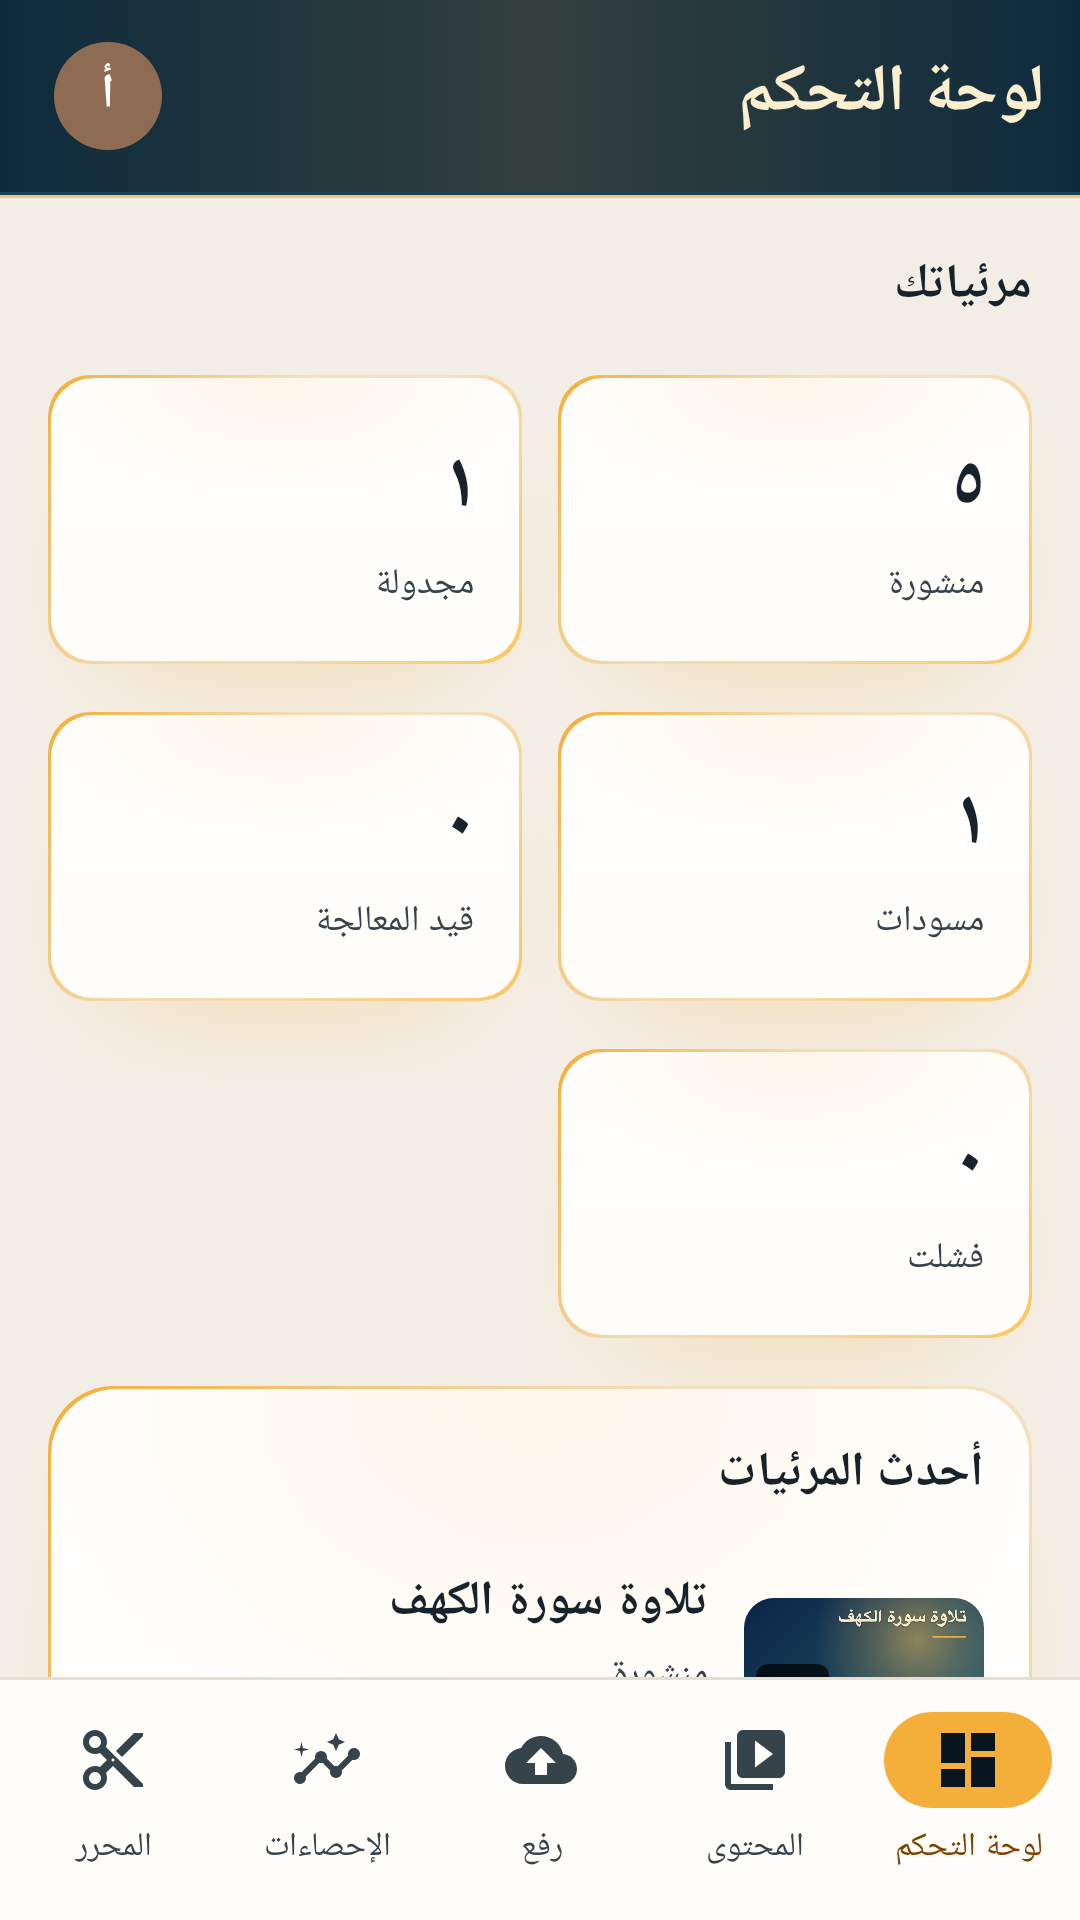 لوحة التحكم
أ
مرئياتك
٥
منشورة
١
مجدولة
١
مسودات
٠
قيد المعالجة
٠
فشلت
أحدث المرئيات
تلاوة سورة الكهف
تلاوة سورة الكهف
منشورة
لوحة التحكم
المحتوى
رفع
الإحصاءات
المحرر